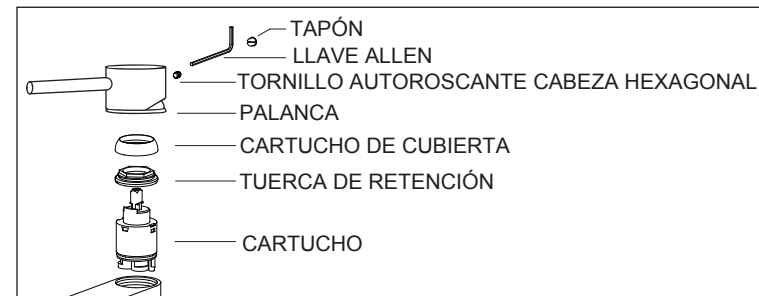 TAPÓN
LLAVE ALLEN
TORNILLO AUTOROSCANTE CABEZA HEXAGONAL
PALANCA
CARTUCHO DE CUBIERTA
TUERCA DE RETENCIÓN
CARTUCHO